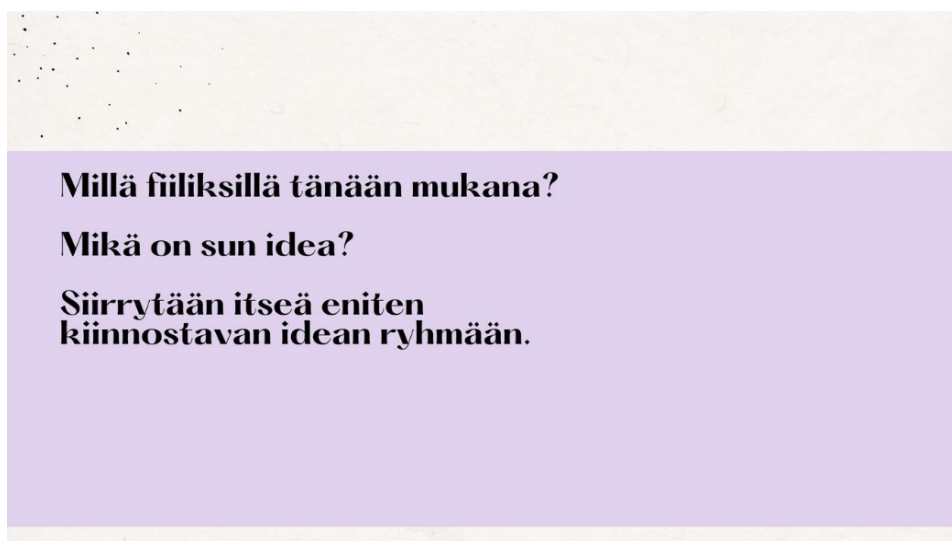 Millä fiiliksillä tänään mukana?
Mikä on sun idea?
Siirrytään itseä eniten
kiinnostavan idean ryhmään.